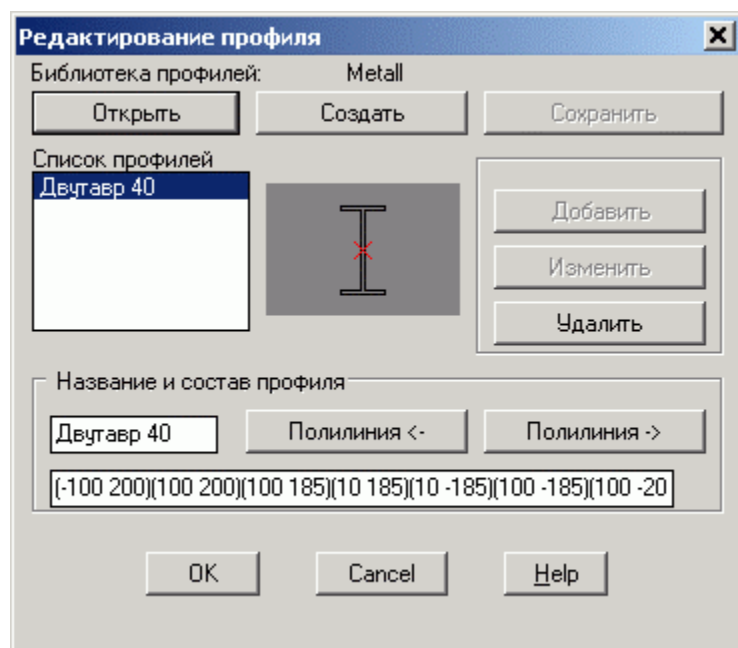 Редактирование профиля
Библиотека профилей: Metall
Открыть Создать Сохранить
Список профилей
Двутавр 40
Добавить
Изменить
Удалить
Название и состав профиля
Двутавр 40 Полилиния <- Полилиния ->
(-100 200)(100 200)(100 185)(10 185)(10 -185)(100 -185)(100 -20
OK Cancel Help